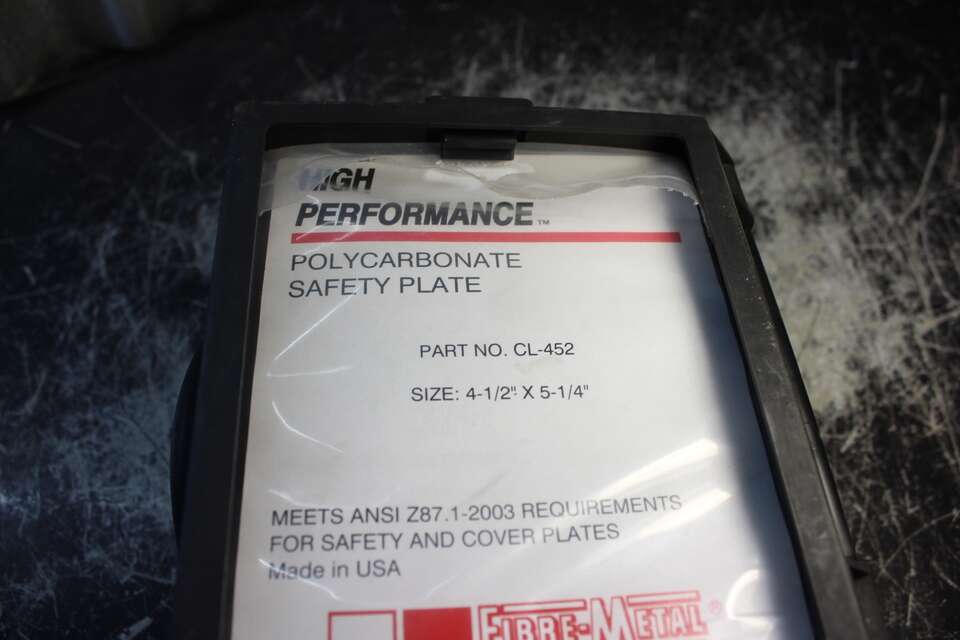 HIGH
PERFORMANCE™
POLYCARBONATE
SAFETY PLATE
PART NO. CL-452
SIZE: 4-1/2" X 5-1/4"
MEETS ANSI Z87.1-2003 REQUIREMENTS
FOR SAFETY AND COVER PLATES
Made in USA
FIBRE-METAL®